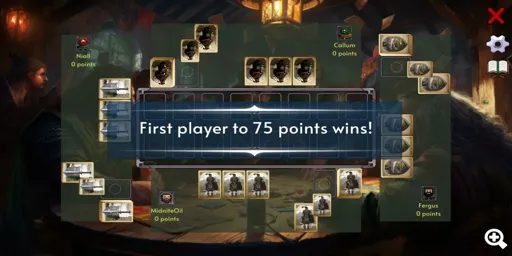 Niall
0 points
Callum
0 points
First player to 75 points wins!
MidniteOil
0 points
Fergus
0 points